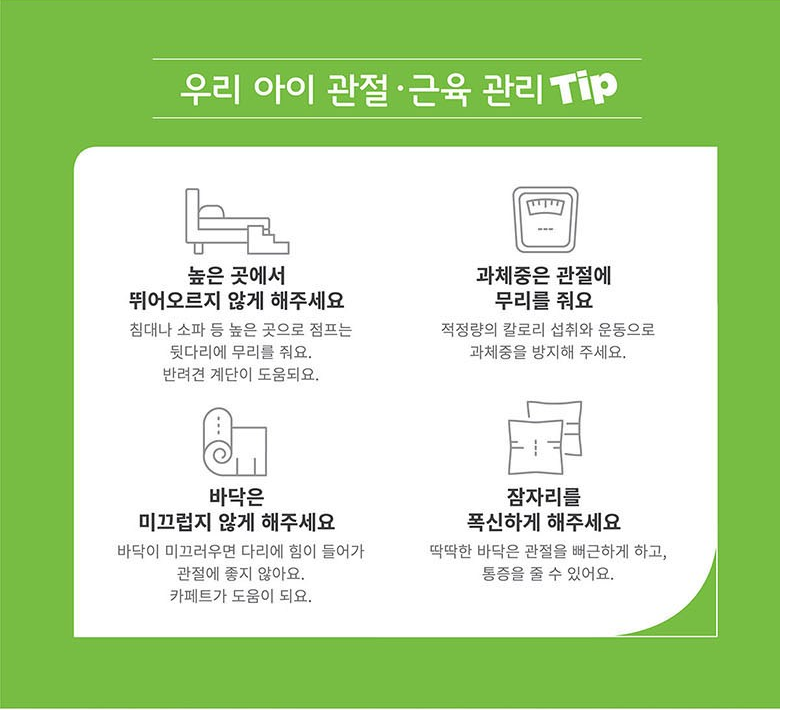 우리 아이 관절·근육 관리 Tip
높은 곳에서
뛰어오르지 않게 해주세요
침대나 소파 등 높은 곳으로 점프는
뒷다리에 무리를 줘요.
반려견 계단이 도움되요.
과체중은 관절에
무리를 줘요
적정량의 칼로리 섭취와 운동으로
과체중을 방지해 주세요.
바닥은
미끄럽지 않게 해주세요
바닥이 미끄러우면 다리에 힘이 들어가
관절에 좋지 않아요.
카페트가 도움이 되요.
잠자리를
폭신하게 해주세요
딱딱한 바닥은 관절을 뻐근하게 하고,
통증을 줄 수 있어요.